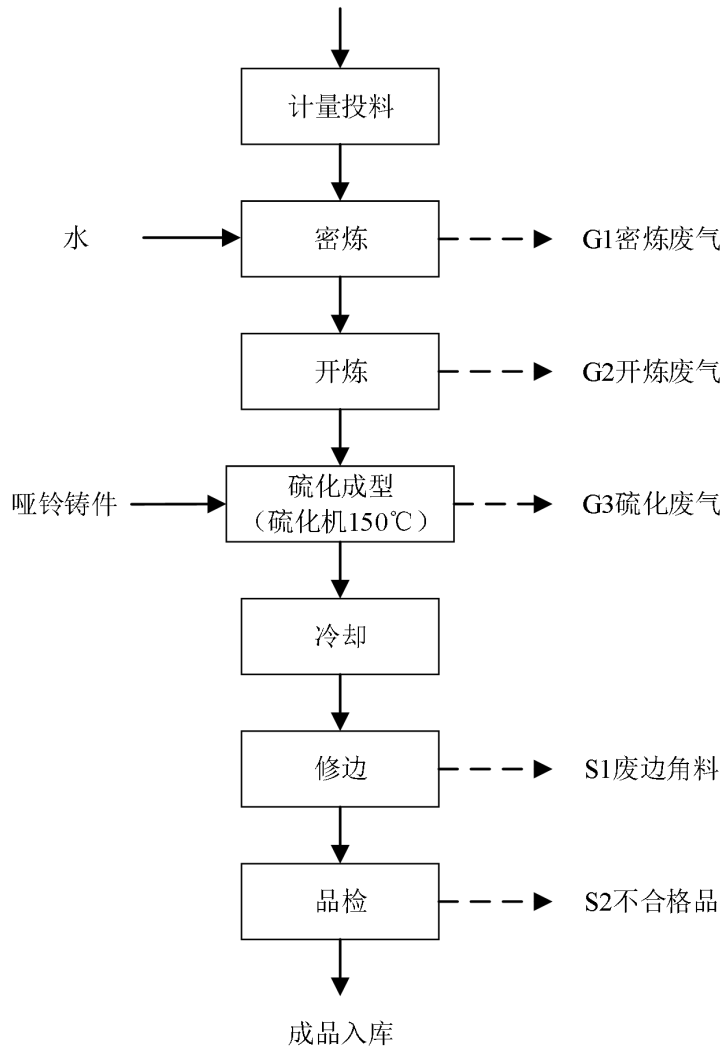 计量投料
水
密炼
G1密炼废气
开炼
G2开炼废气
哑铃铸件
硫化成型
（硫化机150℃）
G3硫化废气
冷却
修边
S1废边角料
品检
S2不合格品
成品入库